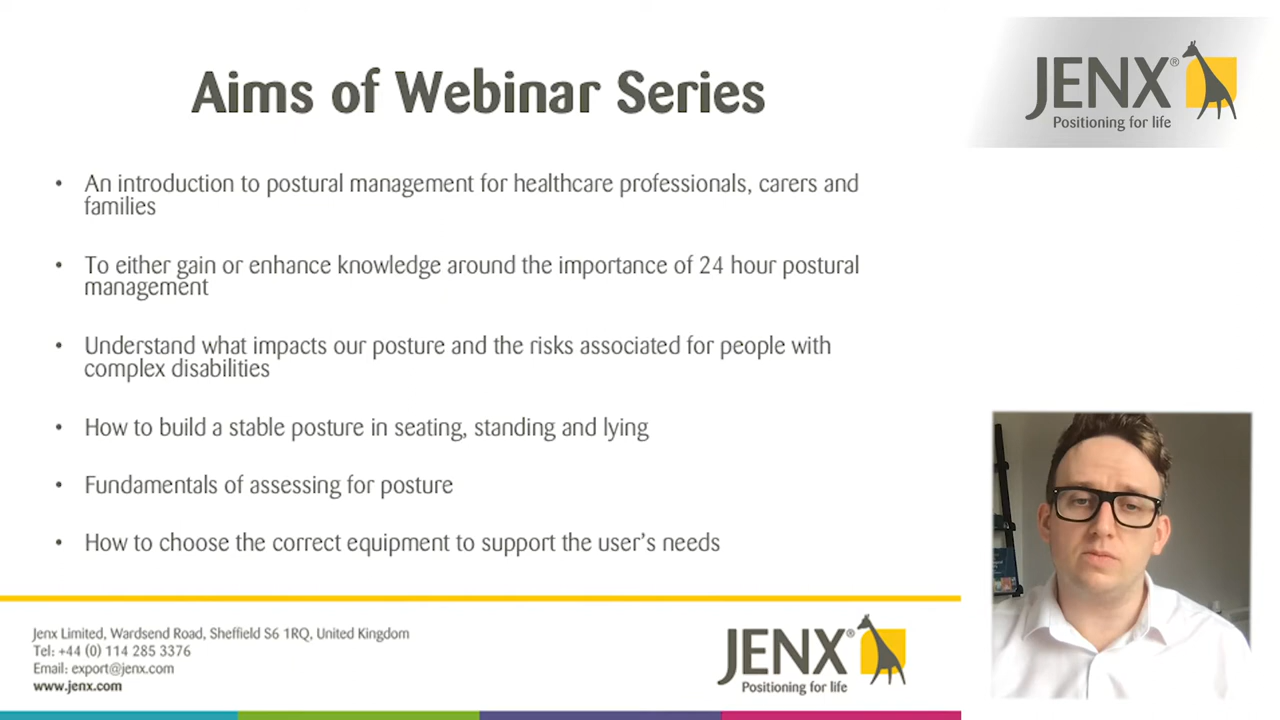 Aims of Webinar Series
JENX®
Positioning for life
• An introduction to postural management for healthcare professionals, carers and
families
• To either gain or enhance knowledge around the importance of 24 hour postural
management
• Understand what impacts our posture and the risks associated for people with
complex disabilities
• How to build a stable posture in seating, standing and lying
• Fundamentals of assessing for posture
• How to choose the correct equipment to support the user’s needs
Jenx Limited, Wardsend Road, Sheffield S6 1RQ, United Kingdom
Tel: +44 (0) 114 285 3376
Email: export@jenx.com
www.jenx.com
JENX®
Positioning for life